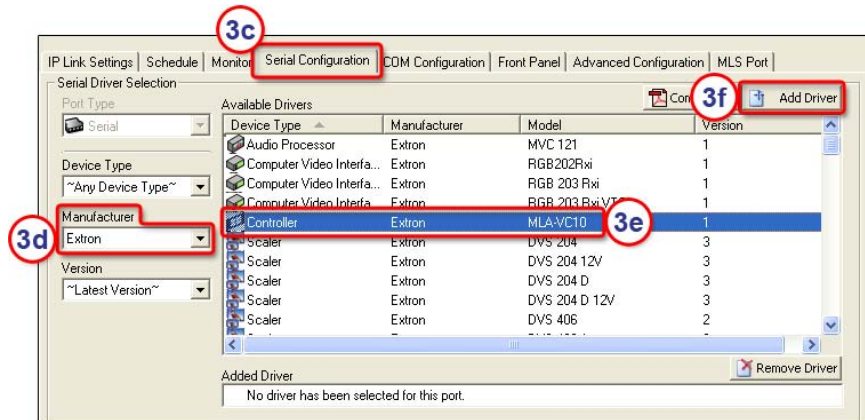 3c
IP Link Settings Schedule Monitor Serial Configuration COM Configuration Front Panel Advanced Configuration MLS Port
Serial Driver Selection
Port Type
Serial
Device Type
~Any Device Type~
Manufacturer
3d
Extron
Version
~Latest Version~
Available Drivers
3f
Add Driver
Device Type Manufacturer Model Version
Audio Processor Extron MVC 121 1
Computer Video Interfa... Extron RGB202Rxi 1
Computer Video Interfa... Extron RGB 203 Rxi 1
Computer Video Interfa... Extron RGB 203 Rxi 1
Controller Extron MLA-VC10 3e 1
Scaler Extron DVS 204 3
Scaler Extron DVS 204 12V 3
Scaler Extron DVS 204 D 3
Scaler Extron DVS 204 D 12V 3
Scaler Extron DVS 406 2
Remove Driver
Added Driver
No driver has been selected for this port.